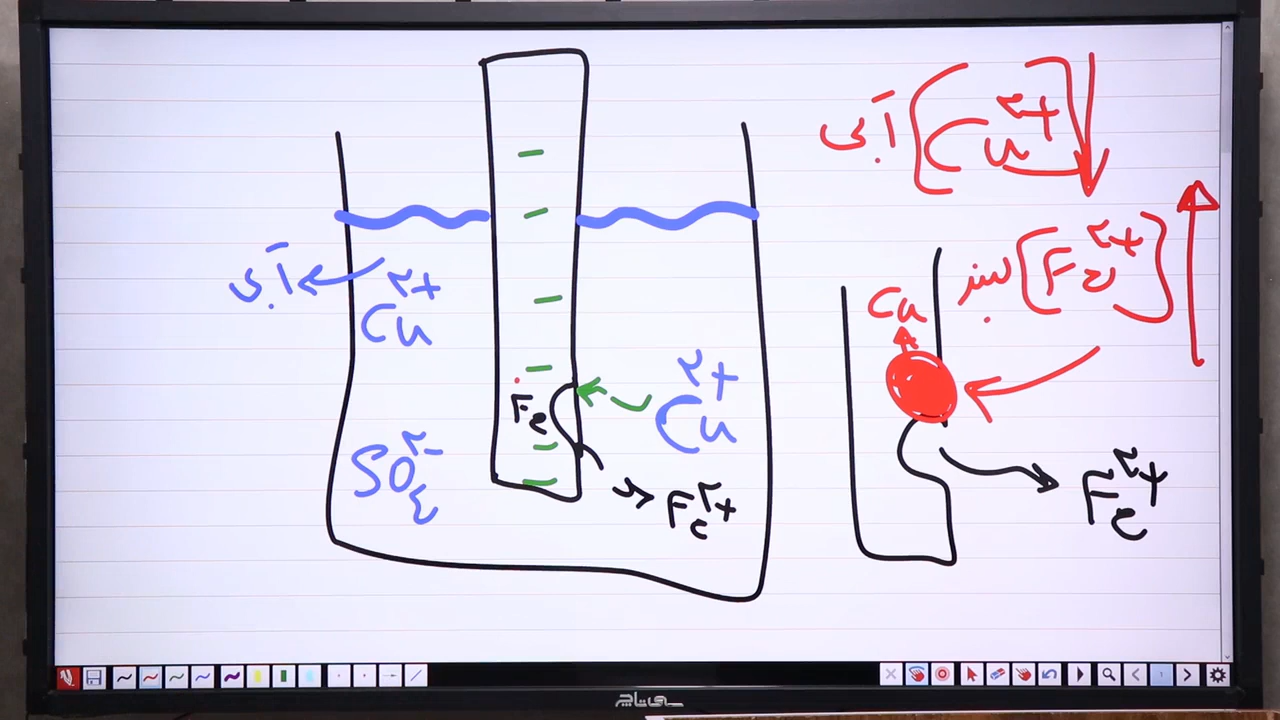 آبی [Cu²⁺]
سبز [Fe²⁺]
آبی
Cu²⁺
Cu
Cu²⁺
Fe
SO₄²⁻
Fe²⁺
Fe²⁺